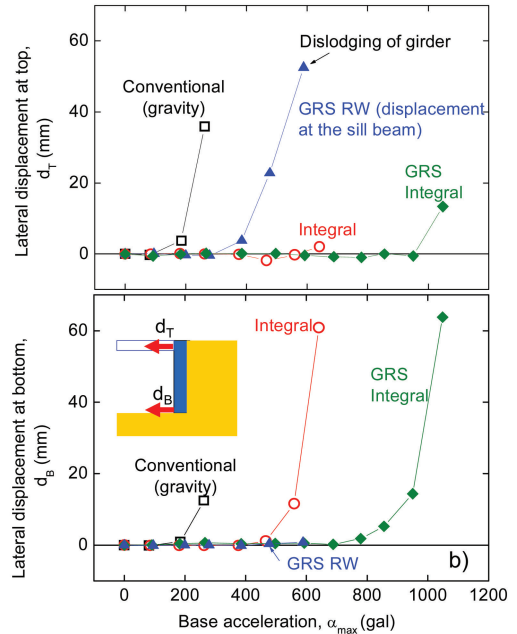 Lateral displacement at top,
d_T (mm)
60
40
20
0
Dislodging of girder
Conventional
(gravity)
GRS RW (displacement
at the sill beam)
GRS
Integral
Integral
Lateral displacement at bottom,
d_B (mm)
60
40
20
0
d_T
d_B
Integral
GRS
Integral
Conventional
(gravity)
GRS RW
b)
0 200 400 600 800 1000 1200
Base acceleration, α_max (gal)